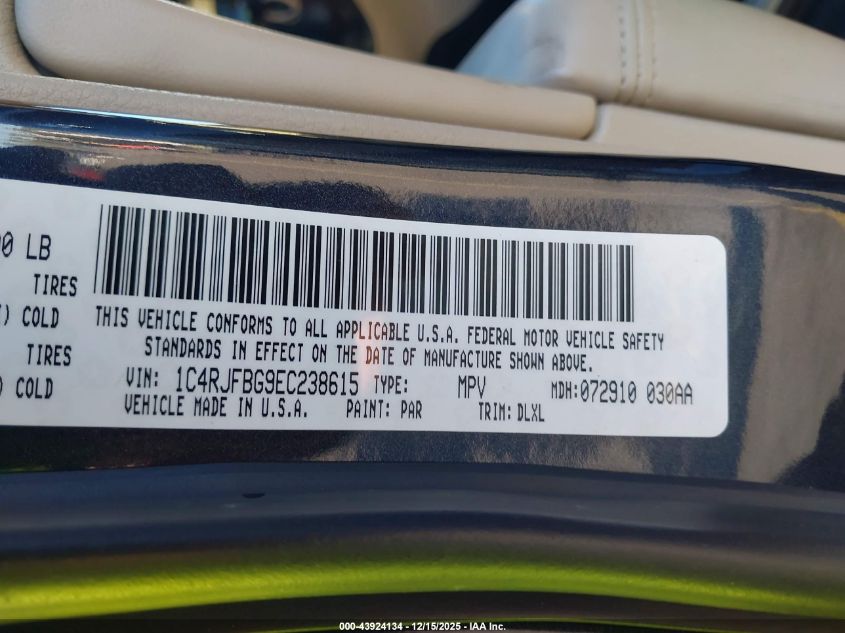 LB
TIRES
COLD
TIRES
COLD
THIS VEHICLE CONFORMS TO ALL APPLICABLE U.S.A. FEDERAL MOTOR VEHICLE SAFETY
STANDARDS IN EFFECT ON THE DATE OF MANUFACTURE SHOWN ABOVE.
VIN: 1C4RJFBG9EC238615 TYPE: MPV MDH:072910 030AA
VEHICLE MADE IN U.S.A. PAINT: PAR TRIM: DLXL
000-43924134 - 12/15/2025 - IAA Inc.